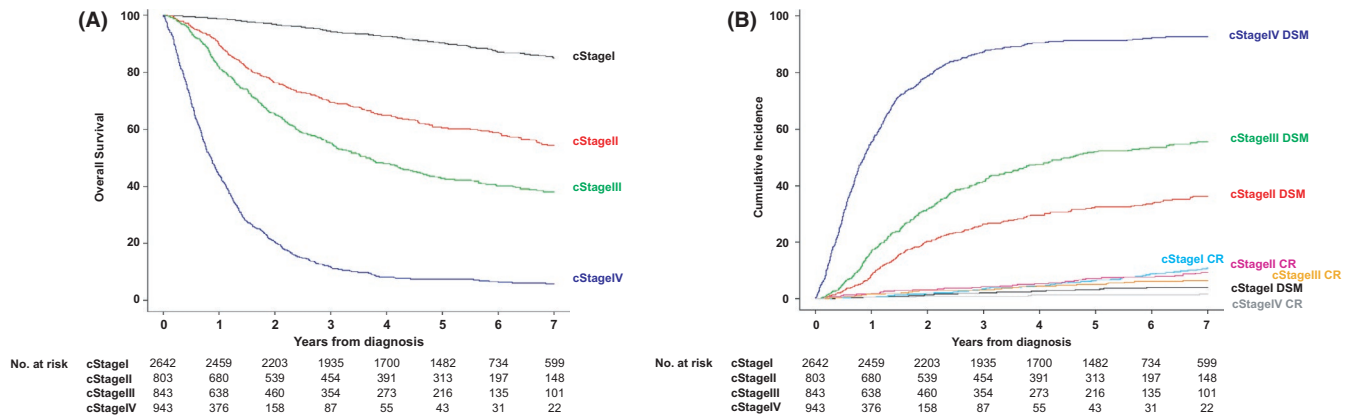 (A)
100
80
60
40
20
0
Overall Survival
cStageI
cStageII
cStageIII
cStageIV
0 1 2 3 4 5 6 7
Years from diagnosis
No. at risk cStageI 2642 2459 2203 1935 1700 1482 734 599
cStageII 803 680 539 454 391 313 197 148
cStageIII 843 638 460 354 273 216 135 101
cStageIV 943 376 158 87 55 43 31 22
(B)
100
80
60
40
20
0
Cumulative Incidence
cStageIV DSM
cStageIII DSM
cStageII DSM
cStageI CR
cStageII CR
cStageIII CR
cStageI DSM
cStageIV CR
0 1 2 3 4 5 6 7
Years from diagnosis
No. at risk cStageI 2642 2459 2203 1935 1700 1482 734 599
cStageII 803 680 539 454 391 313 197 148
cStageIII 843 638 460 354 273 216 135 101
cStageIV 943 376 158 87 55 43 31 22